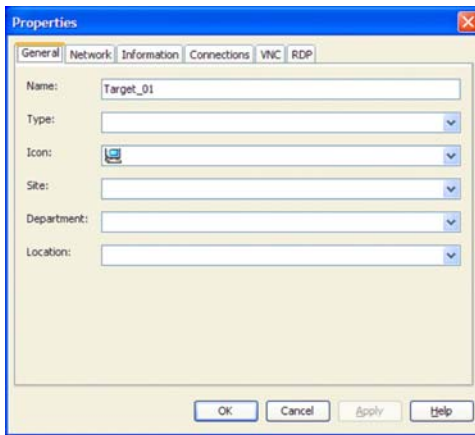 Properties
General Network Information Connections VNC RDP
Name: Target_01
Type:
Icon:
Site:
Department:
Location:
OK Cancel Apply Help